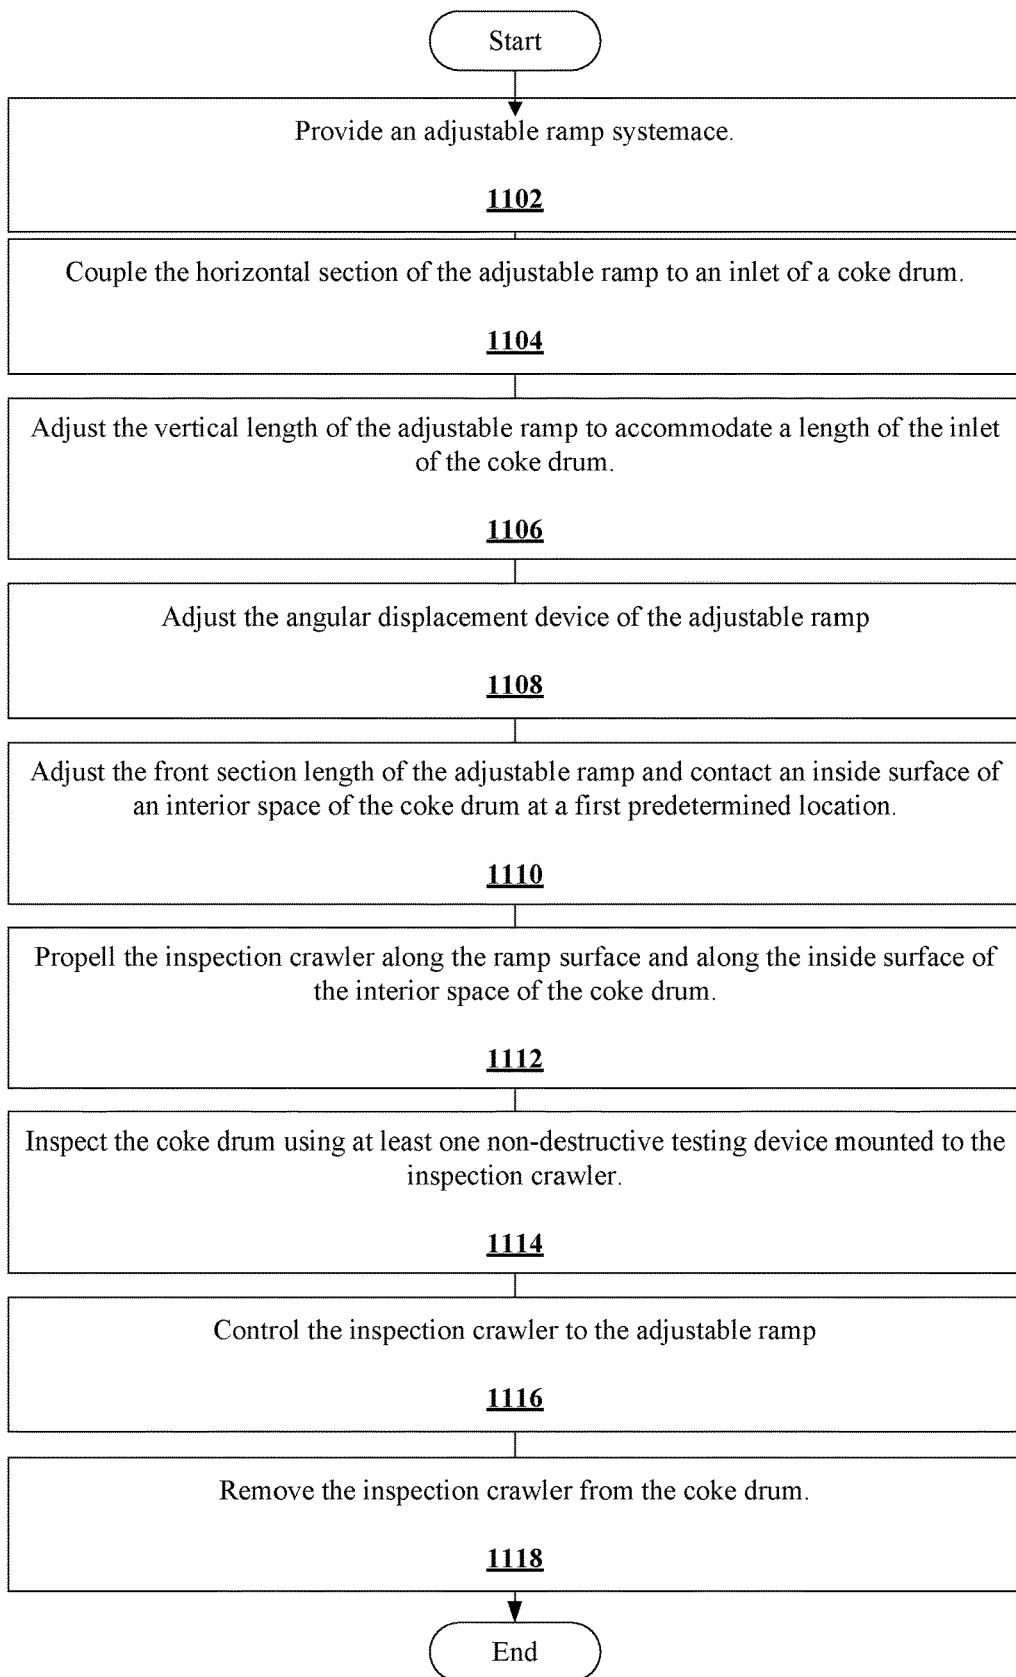 Start
Provide an adjustable ramp systemace.
1102
Couple the horizontal section of the adjustable ramp to an inlet of a coke drum.
1104
Adjust the vertical length of the adjustable ramp to accommodate a length of the inlet
of the coke drum.
1106
Adjust the angular displacement device of the adjustable ramp
1108
Adjust the front section length of the adjustable ramp and contact an inside surface of
an interior space of the coke drum at a first predetermined location.
1110
Propell the inspection crawler along the ramp surface and along the inside surface of
the interior space of the coke drum.
1112
Inspect the coke drum using at least one non-destructive testing device mounted to the
inspection crawler.
1114
Control the inspection crawler to the adjustable ramp
1116
Remove the inspection crawler from the coke drum.
1118
End